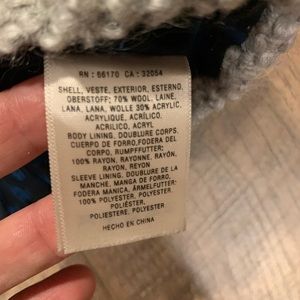 RN : 66170 CA : 32054
SHELL, VESTE, EXTERIOR, ESTERNO,
OBERSTOFF; 70% WOOL, LAINE,
LANA, LANA, WOLLE 30% ACRYLIC,
ACRYLIQUE, ACRÍLICO,
ACRILICO, ACRYL
BODY LINING, DOUBLURE CORPS,
CUERPO DE FORRO, FODERA DEL
CORPO, RUMPFFUTTER;
100% RAYON, RAYONNE, RAYÓN,
RAYON, REYON
SLEEVE LINING, DOUBLURE DE LA
MANCHE, MANGA DE FORRO,
FODERA MANICA, ÄRMELFUTTER;
100% POLYESTER, POLYESTER,
POLIÉSTER,
POLIESTERE, POLYESTER
HECHO EN CHINA